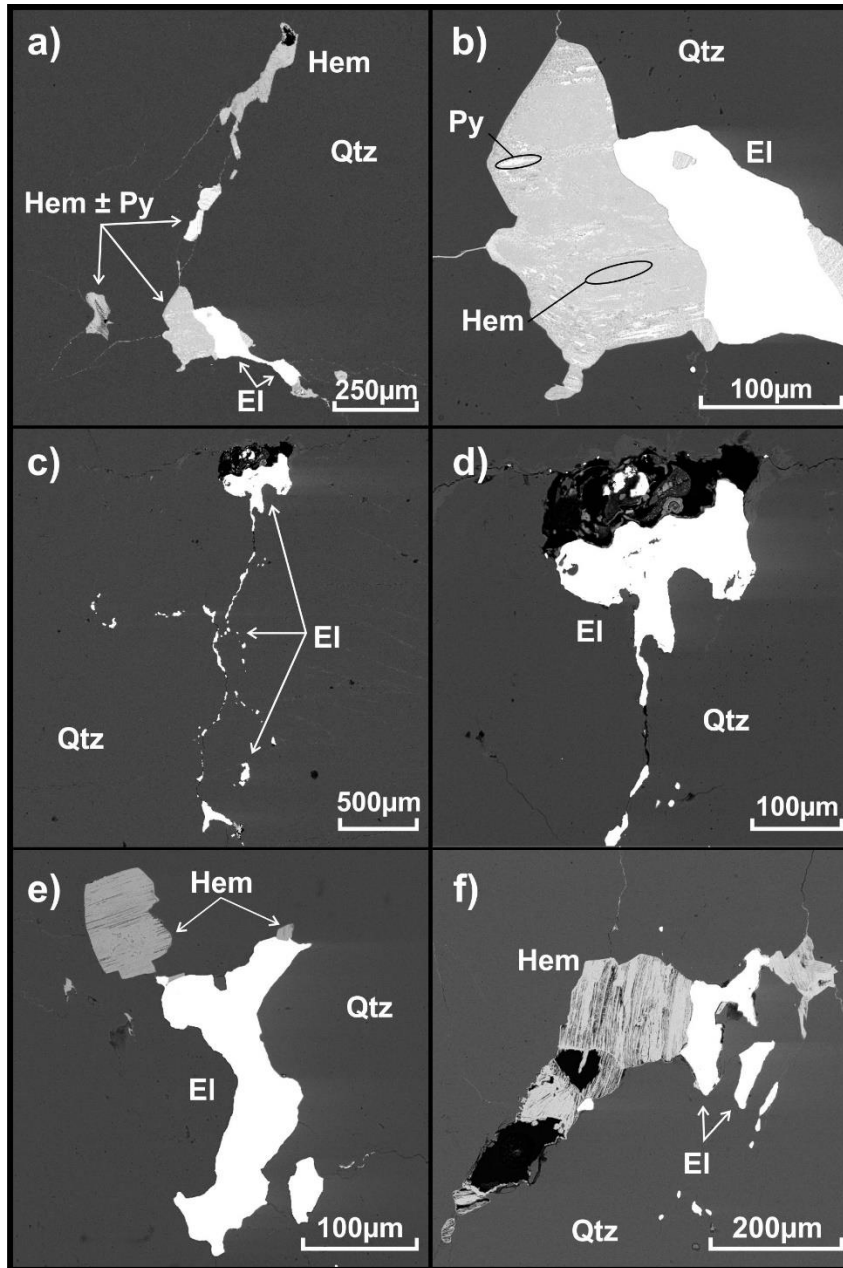 a)
Hem
Qtz
Hem ± Py
El
250µm
b)
Qtz
Py
El
Hem
100µm
c)
El
Qtz
500µm
d)
El
Qtz
100µm
e)
Hem
Qtz
El
100µm
f)
Hem
El
Qtz
200µm